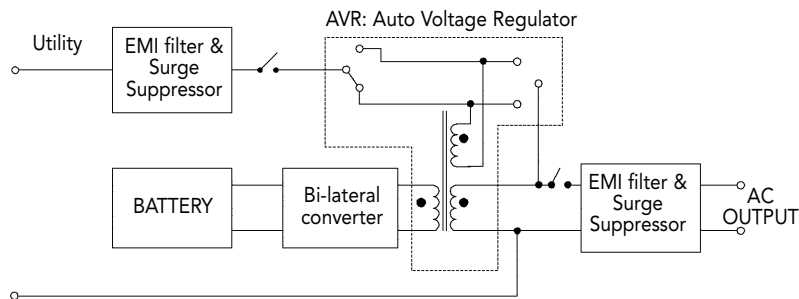 AVR: Auto Voltage Regulator
Utility
EMI filter &
Surge
Suppressor
BATTERY
Bi-lateral
converter
EMI filter &
Surge
Suppressor
AC
OUTPUT